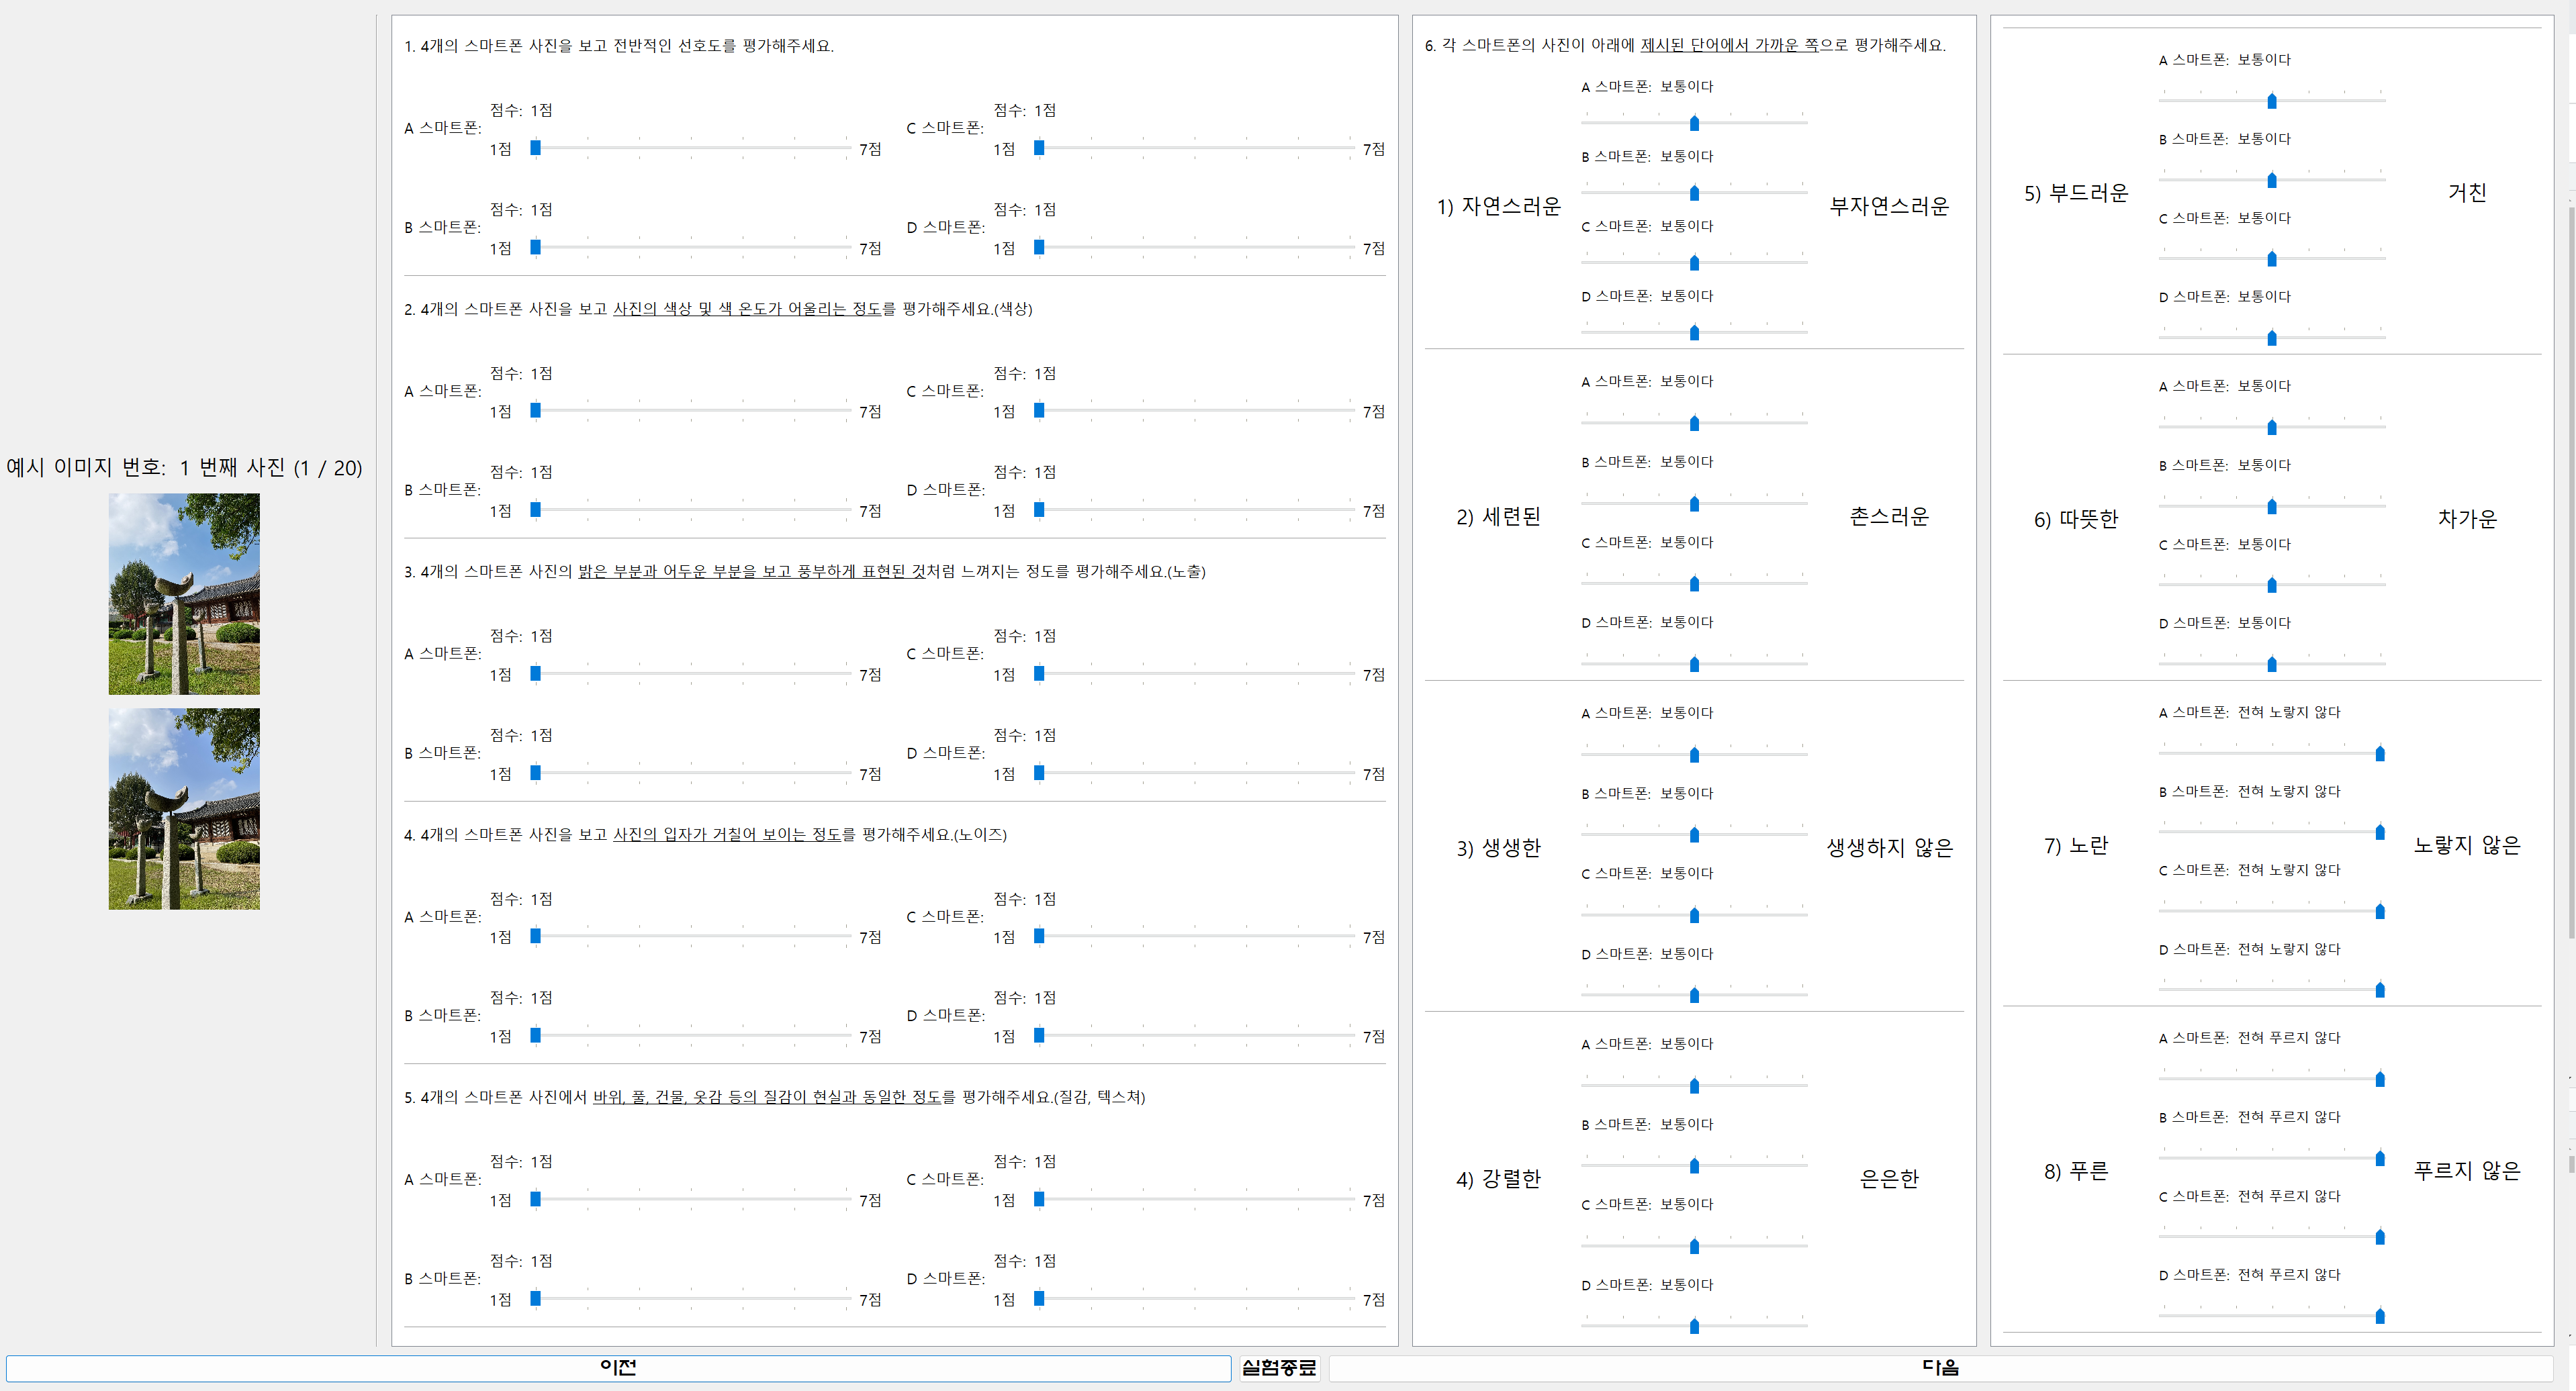 예시 이미지 번호: 1 번째 사진 (1 / 20)
1. 4개의 스마트폰 사진을 보고 전반적인 선호도를 평가해주세요.
A 스마트폰: 점수: 1점 1점 7점
C 스마트폰: 점수: 1점 1점 7점
B 스마트폰: 점수: 1점 1점 7점
D 스마트폰: 점수: 1점 1점 7점
2. 4개의 스마트폰 사진을 보고 사진의 색상 및 색 온도가 어울리는 정도를 평가해주세요.(색상)
A 스마트폰: 점수: 1점 1점 7점
C 스마트폰: 점수: 1점 1점 7점
B 스마트폰: 점수: 1점 1점 7점
D 스마트폰: 점수: 1점 1점 7점
3. 4개의 스마트폰 사진의 밝은 부분과 어두운 부분을 보고 풍부하게 표현된 것처럼 느껴지는 정도를 평가해주세요.(노출)
A 스마트폰: 점수: 1점 1점 7점
C 스마트폰: 점수: 1점 1점 7점
B 스마트폰: 점수: 1점 1점 7점
D 스마트폰: 점수: 1점 1점 7점
4. 4개의 스마트폰 사진을 보고 사진의 입자가 거칠어 보이는 정도를 평가해주세요.(노이즈)
A 스마트폰: 점수: 1점 1점 7점
C 스마트폰: 점수: 1점 1점 7점
B 스마트폰: 점수: 1점 1점 7점
D 스마트폰: 점수: 1점 1점 7점
5. 4개의 스마트폰 사진에서 바위, 풀, 건물, 옷감 등의 질감이 현실과 동일한 정도를 평가해주세요.(질감, 텍스쳐)
A 스마트폰: 점수: 1점 1점 7점
C 스마트폰: 점수: 1점 1점 7점
B 스마트폰: 점수: 1점 1점 7점
D 스마트폰: 점수: 1점 1점 7점
6. 각 스마트폰의 사진이 아래에 제시된 단어에서 가까운 쪽으로 평가해주세요.
1) 자연스러운
A 스마트폰: 보통이다
B 스마트폰: 보통이다
C 스마트폰: 보통이다
D 스마트폰: 보통이다
부자연스러운
2) 세련된
A 스마트폰: 보통이다
B 스마트폰: 보통이다
C 스마트폰: 보통이다
D 스마트폰: 보통이다
촌스러운
3) 생생한
A 스마트폰: 보통이다
B 스마트폰: 보통이다
C 스마트폰: 보통이다
D 스마트폰: 보통이다
생생하지 않은
4) 강렬한
A 스마트폰: 보통이다
B 스마트폰: 보통이다
C 스마트폰: 보통이다
D 스마트폰: 보통이다
은은한
5) 부드러운
A 스마트폰: 보통이다
B 스마트폰: 보통이다
C 스마트폰: 보통이다
D 스마트폰: 보통이다
거친
6) 따뜻한
A 스마트폰: 보통이다
B 스마트폰: 보통이다
C 스마트폰: 보통이다
D 스마트폰: 보통이다
차가운
7) 노란
A 스마트폰: 전혀 노랗지 않다
B 스마트폰: 전혀 노랗지 않다
C 스마트폰: 전혀 노랗지 않다
D 스마트폰: 전혀 노랗지 않다
노랗지 않은
8) 푸른
A 스마트폰: 전혀 푸르지 않다
B 스마트폰: 전혀 푸르지 않다
C 스마트폰: 전혀 푸르지 않다
D 스마트폰: 전혀 푸르지 않다
푸르지 않은
이전
실험종료
다음